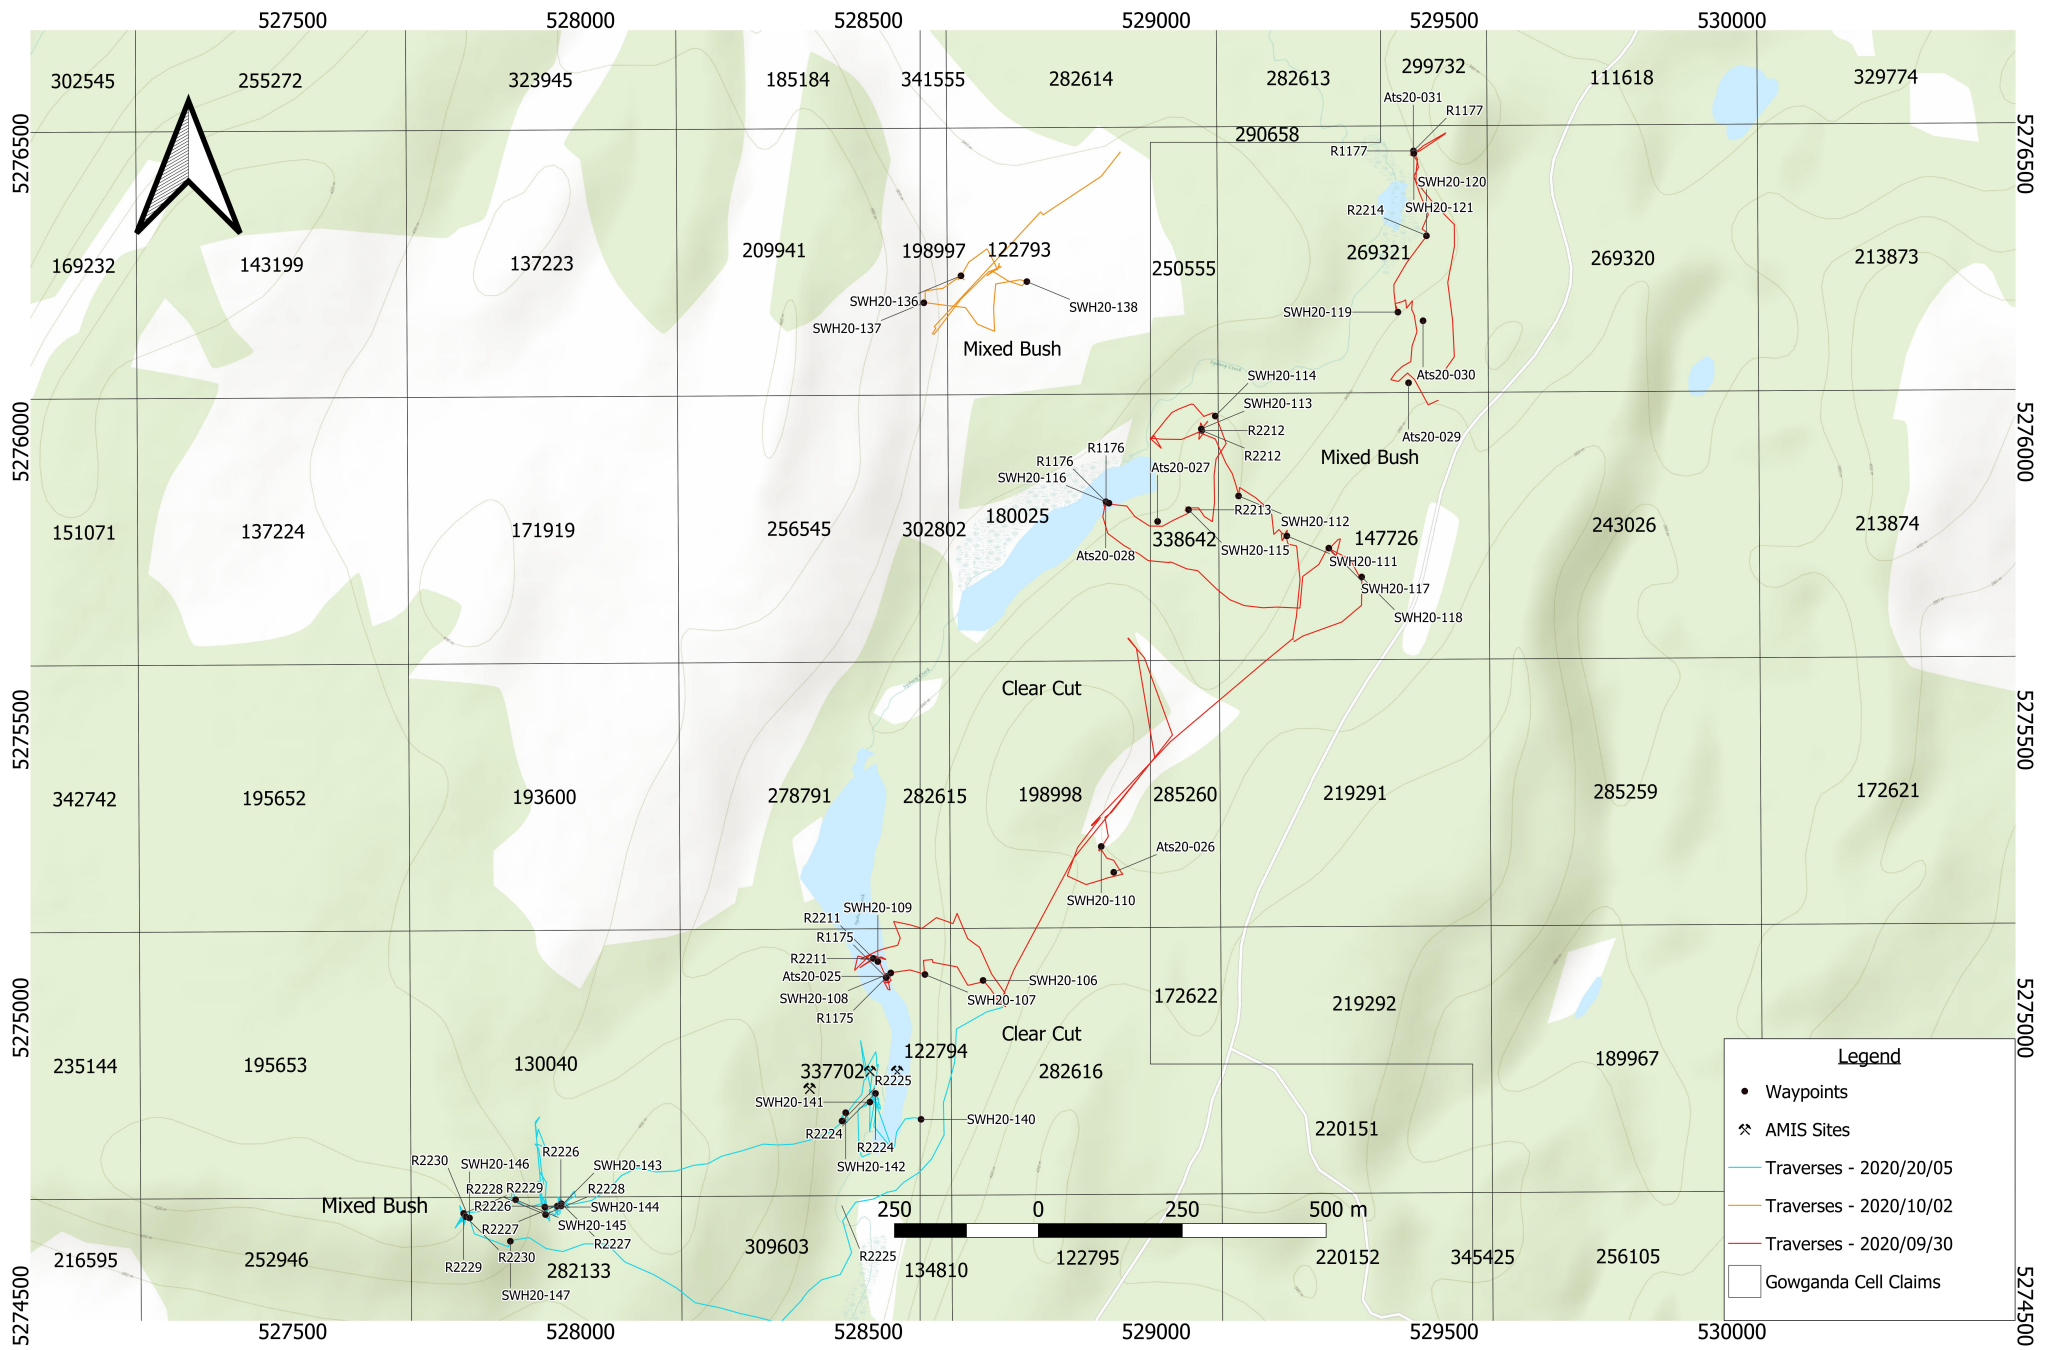 527500 528000 528500 529000 529500 530000
302545 255272 323945 185184 341555 282614 282613 299732 111618 329774
Ats20-031
R1177
5276500 5276500
290658
R1177
SWH20-120
SWH20-121
R2214
169232 143199 137223 209941 198997 122793 250555 269321 269320 213873
SWH20-136
SWH20-137
SWH20-138
SWH20-119
Mixed Bush
Sydney Creek
SWH20-114
Ats20-030
SWH20-113
R2212
R2212
Ats20-029
5276000 5276000
R1176
R1176
SWH20-116
Ats20-027
Mixed Bush
151071 137224 171919 256545 302802 180025 338642 147726 243026 213874
R2213
SWH20-112
Ats20-028
SWH20-115
SWH20-111
SWH20-117
SWH20-118
Sydney Creek
Clear Cut
5275500 5275500
342742 195652 193600 278791 282615 198998 285260 219291 285259 172621
Ats20-026
SWH20-110
SWH20-109
R2211
R1175
R2211
Ats20-025
SWH20-108
R1175
SWH20-106
SWH20-107
172622 219292
5275000 5275000
Clear Cut
235144 195653 130040 337702 122794 282616 189967
R2225
SWH20-141
SWH20-140
R2224
R2224
SWH20-142
220151
R2230
SWH20-146
R2226
SWH20-143
R2228
R2229
R2228
Mixed Bush
R2226
SWH20-144
R2227
SWH20-145
R2227
R2229
R2230
SWH20-147
R2225
250 0 250 500 m
216595 252946 282133 309603 134810 122795 220152 345425 256105
Legend
Waypoints
AMIS Sites
Traverses - 2020/20/05
Traverses - 2020/10/02
Traverses - 2020/09/30
Gowganda Cell Claims
5274500 5274500
527500 528000 528500 529000 529500 530000